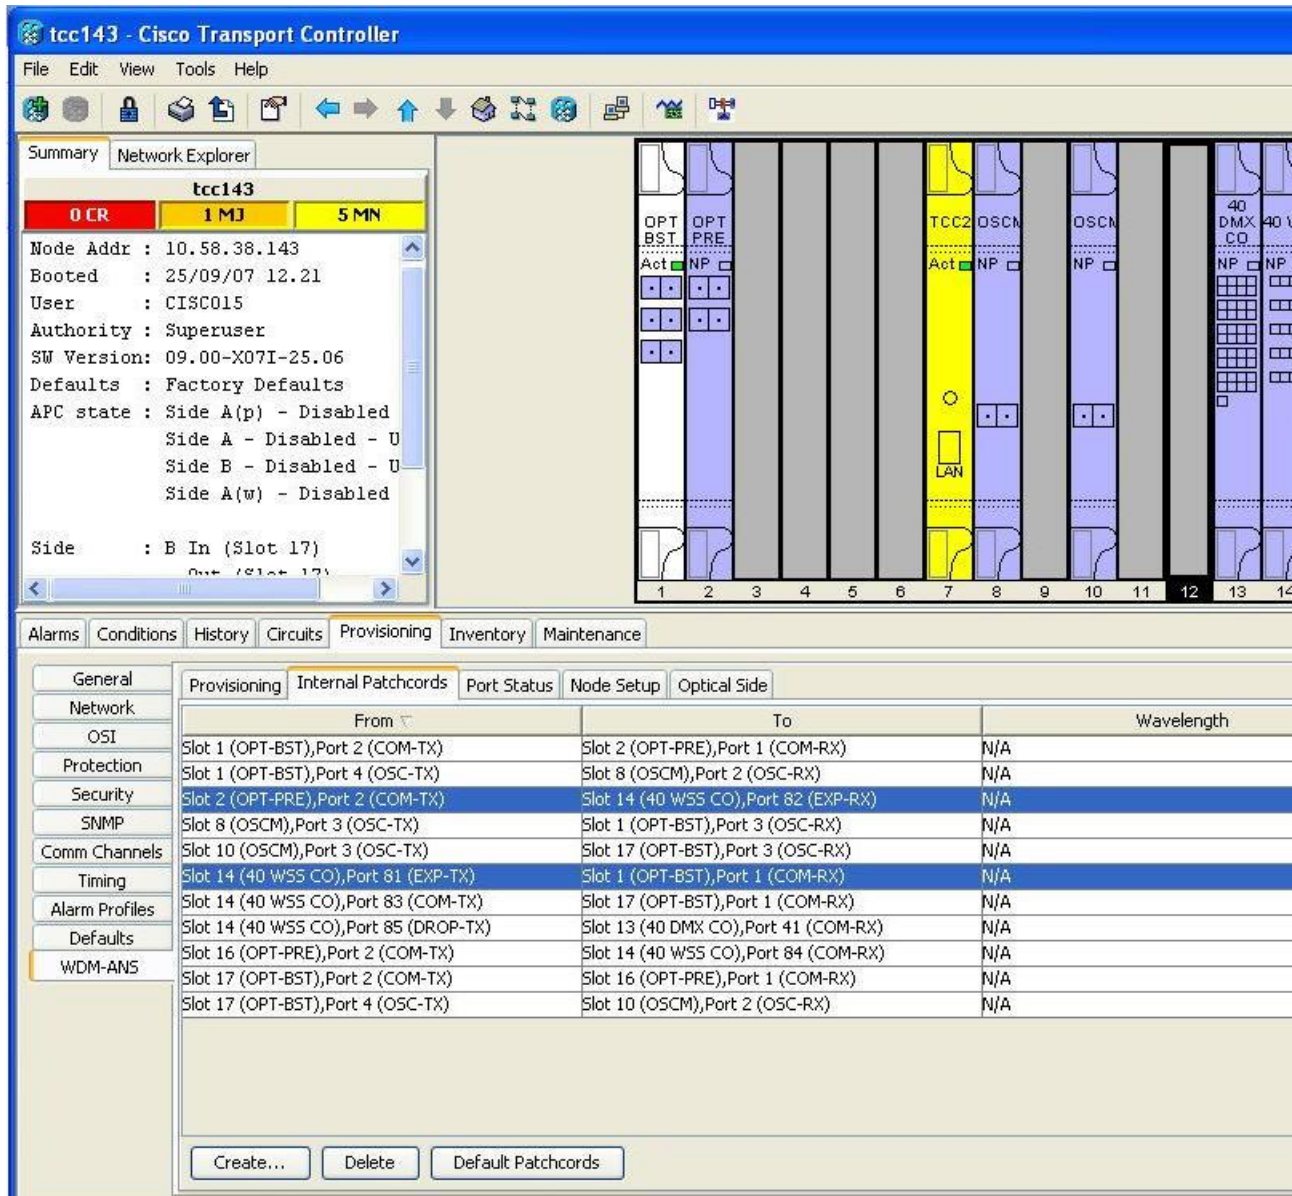 tcc143 - Cisco Transport Controller
File Edit View Tools Help
Summary Network Explorer
tcc143
0 CR 1 MJ 5 MN
Node Addr : 10.58.38.143
Booted : 25/09/07 12.21
User : CISCO15
Authority : Superuser
SW Version: 09.00-X07I-25.06
Defaults : Factory Defaults
APC state : Side A(p) - Disabled
Side A - Disabled - U
Side B - Disabled - U
Side A(w) - Disabled
Side : B In (Slot 17)
Out (Slot 17)
OPT BST
Act
OPT PRE
NP
TCC2
Act
LAN
OSCM
NP
OSCM
NP
40 DMX CO
NP
40 W
NP
1 2 3 4 5 6 7 8 9 10 11 12 13 14
Alarms Conditions History Circuits Provisioning Inventory Maintenance
General
Network
OSI
Protection
Security
SNMP
Comm Channels
Timing
Alarm Profiles
Defaults
WDM-ANS
Provisioning Internal Patchcords Port Status Node Setup Optical Side
From To Wavelength
Slot 1 (OPT-BST),Port 2 (COM-TX) Slot 2 (OPT-PRE),Port 1 (COM-RX) N/A
Slot 1 (OPT-BST),Port 4 (OSC-TX) Slot 8 (OSCM),Port 2 (OSC-RX) N/A
Slot 2 (OPT-PRE),Port 2 (COM-TX) Slot 14 (40 WSS CO),Port 82 (EXP-RX) N/A
Slot 8 (OSCM),Port 3 (OSC-TX) Slot 1 (OPT-BST),Port 3 (OSC-RX) N/A
Slot 10 (OSCM),Port 3 (OSC-TX) Slot 17 (OPT-BST),Port 3 (OSC-RX) N/A
Slot 14 (40 WSS CO),Port 81 (EXP-TX) Slot 1 (OPT-BST),Port 1 (COM-RX) N/A
Slot 14 (40 WSS CO),Port 83 (COM-TX) Slot 17 (OPT-BST),Port 1 (COM-RX) N/A
Slot 14 (40 WSS CO),Port 85 (DROP-TX) Slot 13 (40 DMX CO),Port 41 (COM-RX) N/A
Slot 16 (OPT-PRE),Port 2 (COM-TX) Slot 14 (40 WSS CO),Port 84 (COM-RX) N/A
Slot 17 (OPT-BST),Port 2 (COM-TX) Slot 16 (OPT-PRE),Port 1 (COM-RX) N/A
Slot 17 (OPT-BST),Port 4 (OSC-TX) Slot 10 (OSCM),Port 2 (OSC-RX) N/A
Create... Delete Default Patchcords